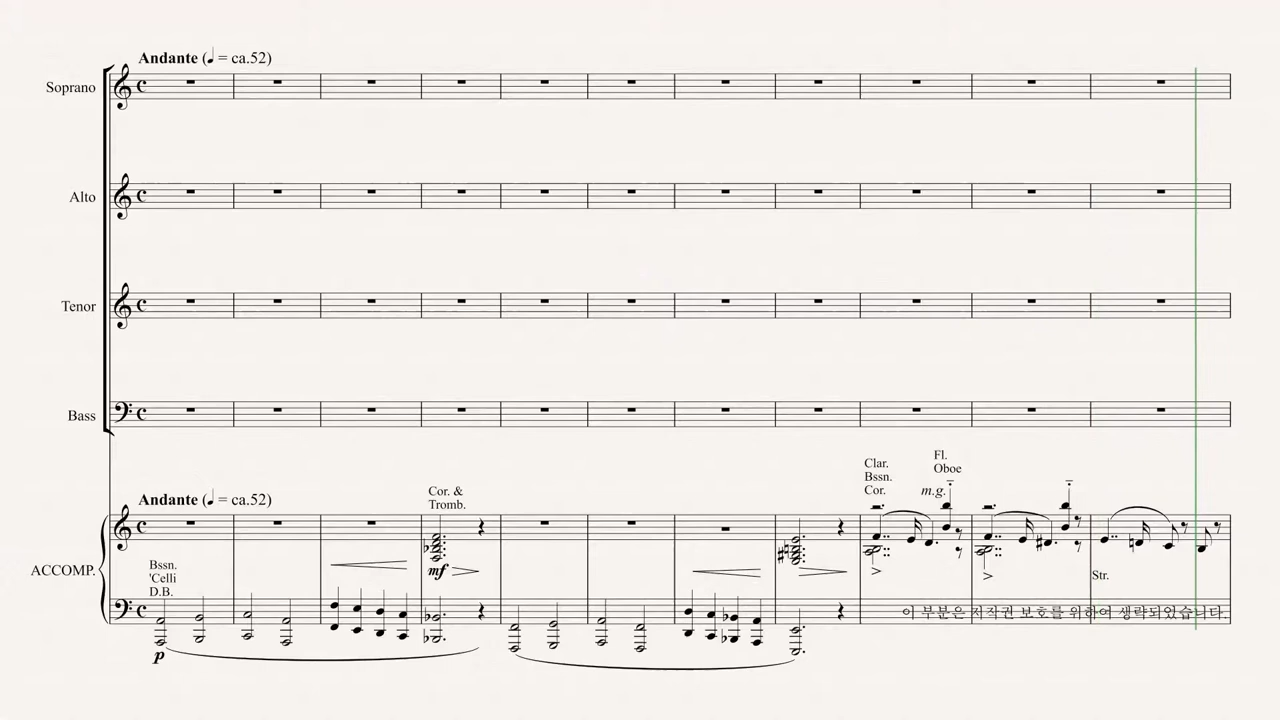 Andante (♩ = ca.52)
Soprano
Alto
Tenor
Bass
Andante (♩ = ca.52)
Cor. &
Tromb.
Clar.
Bssn.
Cor.
Fl.
Oboe
m.g.
ACCOMP.
Bssn.
'Celli
D.B.
mf
Str.
이 부분은 저작권 보호를 위하여 생략되었습니다.
p